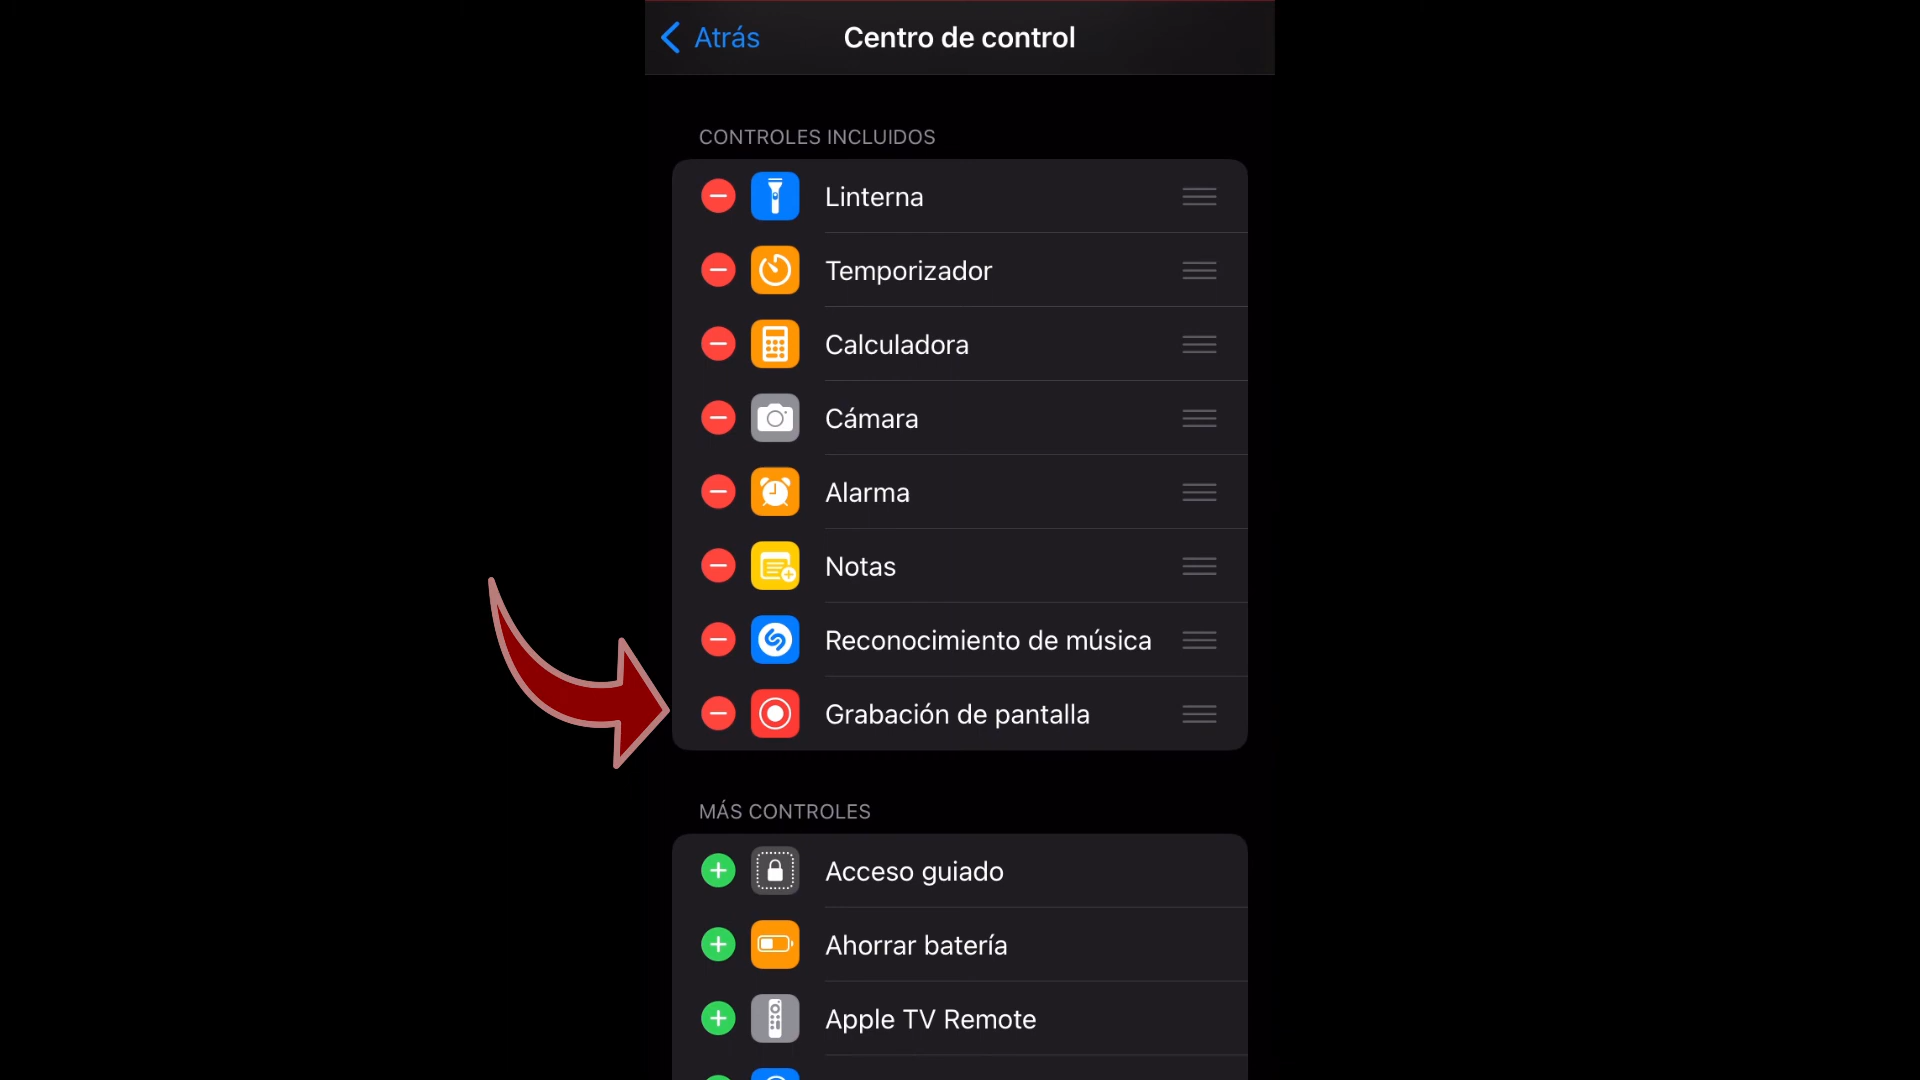 Atrás
Centro de control
CONTROLES INCLUIDOS
Linterna
Temporizador
Calculadora
Cámara
Alarma
Notas
Reconocimiento de música
Grabación de pantalla
MÁS CONTROLES
Acceso guiado
Ahorrar batería
Apple TV Remote